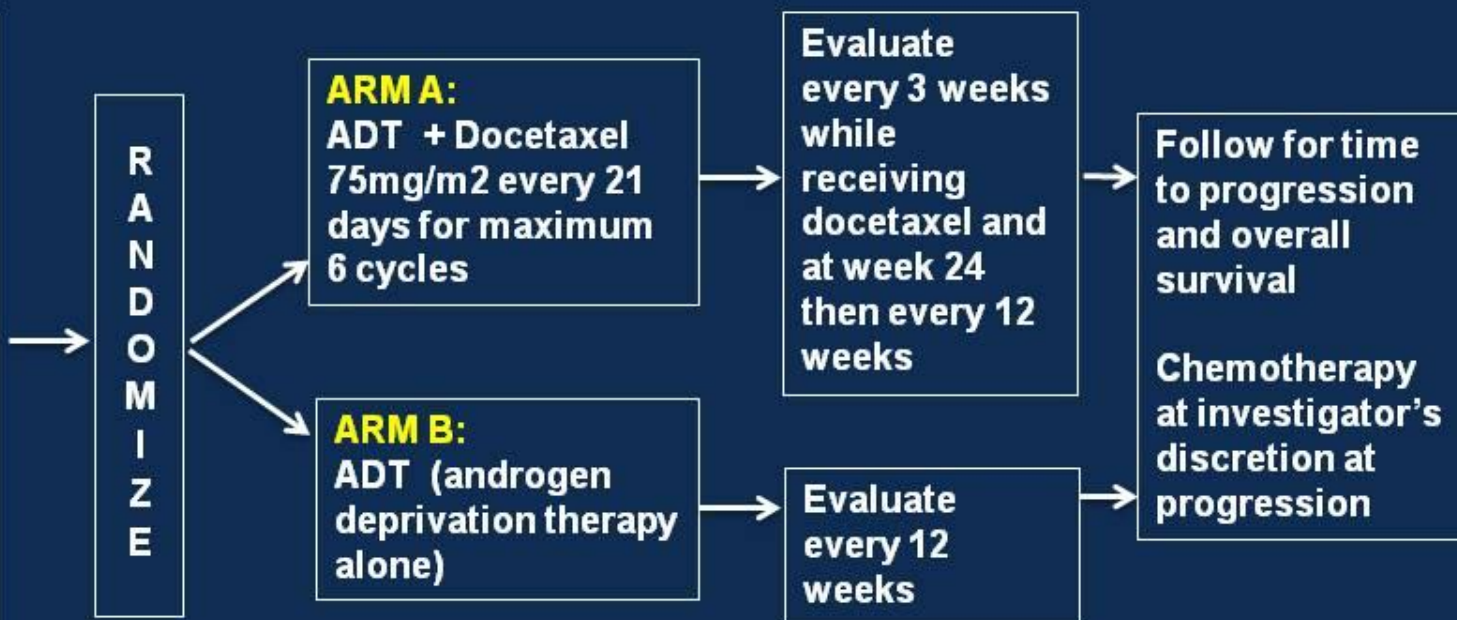 RANDOMIZE
ARM A:
ADT + Docetaxel
75mg/m2 every 21
days for maximum
6 cycles
ARM B:
ADT (androgen
deprivation therapy
alone)
Evaluate
every 3 weeks
while
receiving
docetaxel and
at week 24
then every 12
weeks
Evaluate
every 12
weeks
Follow for time
to progression
and overall
survival
Chemotherapy
at investigator’s
discretion at
progression